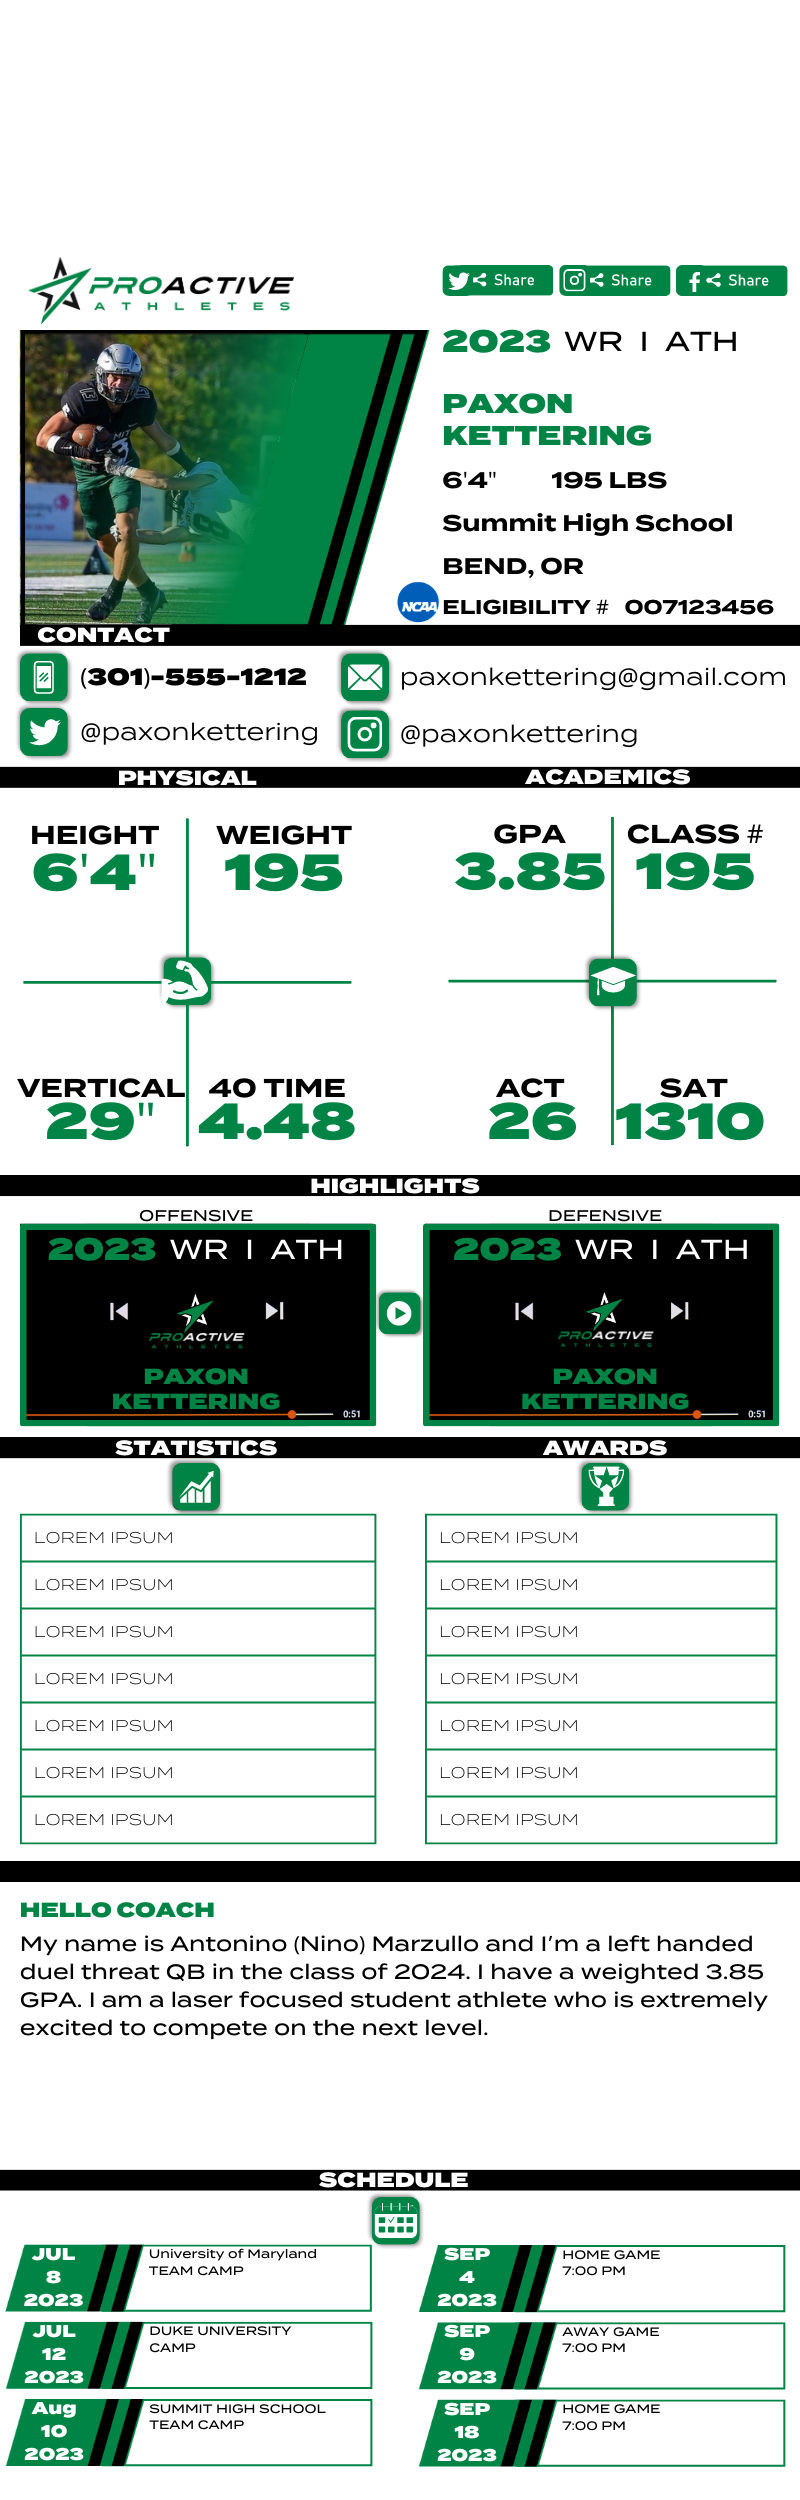 PROACTIVE
ATHLETES
Share
Share
Share
2023 WR I ATH
PAXON
KETTERING
6'4" 195 LBS
Summit High School
BEND, OR
NCAA ELIGIBILITY # 007123456
CONTACT
(301)-555-1212
paxonkettering@gmail.com
@paxonkettering
@paxonkettering
PHYSICAL
ACADEMICS
HEIGHT
6'4"
WEIGHT
195
GPA
3.85
CLASS #
195
VERTICAL
29"
40 TIME
4.48
ACT
26
SAT
1310
HIGHLIGHTS
OFFENSIVE
2023 WR I ATH
PROACTIVE
ATHLETES
PAXON
KETTERING
0:51
DEFENSIVE
2023 WR I ATH
PROACTIVE
ATHLETES
PAXON
KETTERING
0:51
STATISTICS
LOREM IPSUM
LOREM IPSUM
LOREM IPSUM
LOREM IPSUM
LOREM IPSUM
LOREM IPSUM
LOREM IPSUM
AWARDS
LOREM IPSUM
LOREM IPSUM
LOREM IPSUM
LOREM IPSUM
LOREM IPSUM
LOREM IPSUM
LOREM IPSUM
HELLO COACH
My name is Antonino (Nino) Marzullo and I'm a left handed
duel threat QB in the class of 2024. I have a weighted 3.85
GPA. I am a laser focused student athlete who is extremely
excited to compete on the next level.
SCHEDULE
JUL
8
2023
University of Maryland
TEAM CAMP
JUL
12
2023
DUKE UNIVERSITY
CAMP
Aug
10
2023
SUMMIT HIGH SCHOOL
TEAM CAMP
SEP
4
2023
HOME GAME
7:00 PM
SEP
9
2023
AWAY GAME
7:00 PM
SEP
18
2023
HOME GAME
7:00 PM